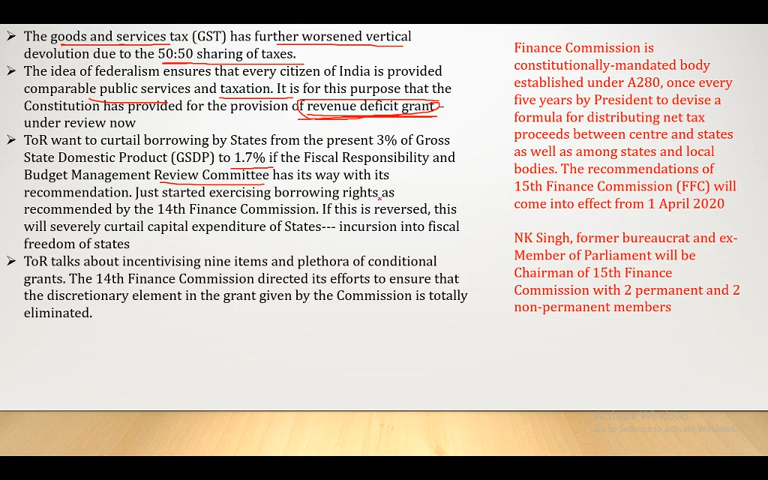 ➢ The goods and services tax (GST) has further worsened vertical
devolution due to the 50:50 sharing of taxes.
➢ The idea of federalism ensures that every citizen of India is provided
comparable public services and taxation. It is for this purpose that the
Constitution has provided for the provision of revenue deficit grant-
under review now
➢ ToR want to curtail borrowing by States from the present 3% of Gross
State Domestic Product (GSDP) to 1.7% if the Fiscal Responsibility and
Budget Management Review Committee has its way with its
recommendation. Just started exercising borrowing rights as
recommended by the 14th Finance Commission. If this is reversed, this
will severely curtail capital expenditure of States--- incursion into fiscal
freedom of states
➢ ToR talks about incentivising nine items and plethora of conditional
grants. The 14th Finance Commission directed its efforts to ensure that
the discretionary element in the grant given by the Commission is totally
eliminated.
Finance Commission is
constitutionally-mandated body
established under A280, once every
five years by President to devise a
formula for distributing net tax
proceeds between centre and states
as well as among states and local
bodies. The recommendations of
15th Finance Commission (FFC) will
come into effect from 1 April 2020
NK Singh, former bureaucrat and ex-
Member of Parliament will be
Chairman of 15th Finance
Commission with 2 permanent and 2
non-permanent members
Activate Windows
Go to Settings to activate Windows.